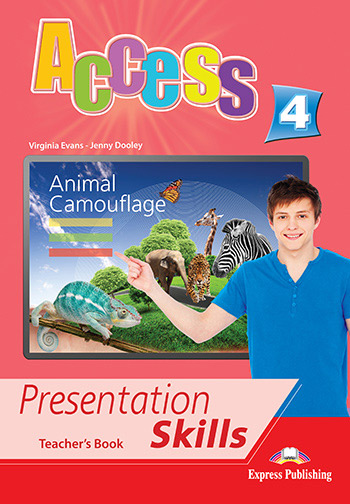 Access
4
Virginia Evans - Jenny Dooley
Animal
Camouflage
Presentation
Skills
Teacher's Book
Express Publishing